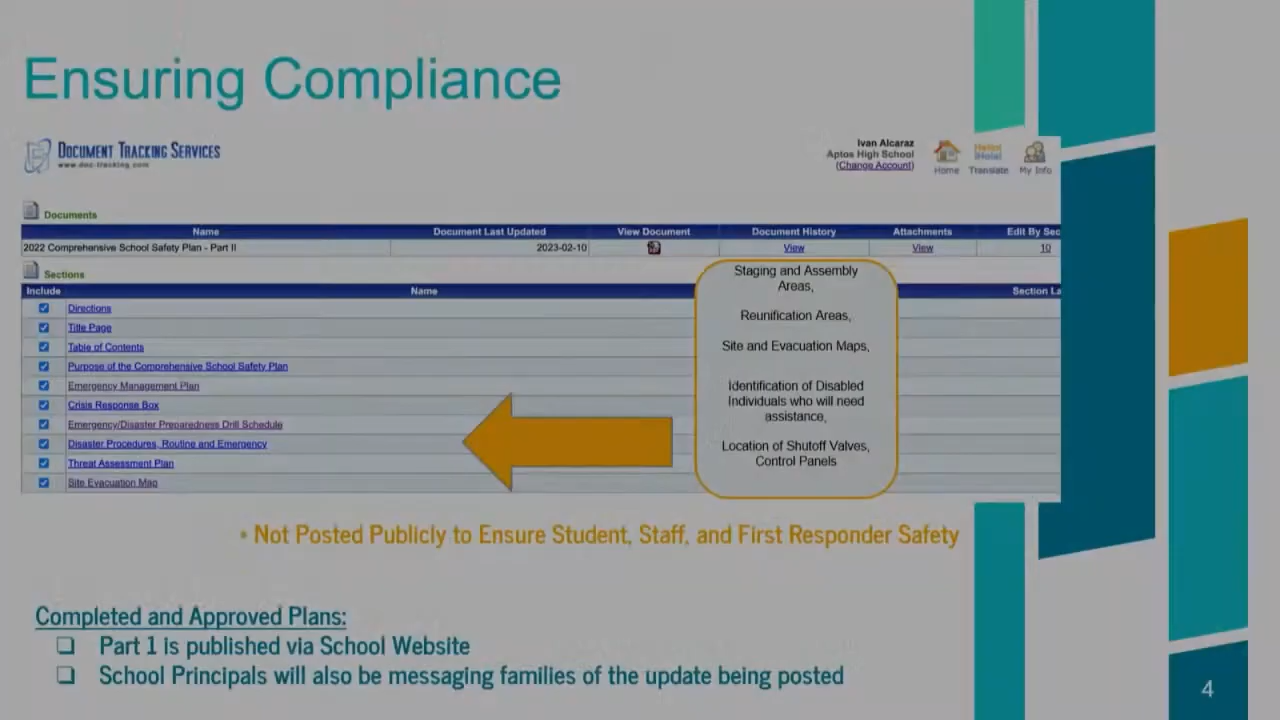 Ensuring Compliance
DOCUMENT TRACKING SERVICES
www.doc-tracking.com
Ivan Alcaraz
Aptos High School
(Change Account)
Home
Translate
My Info
Documents
Name Document Last Updated View Document Document History Attachments Edit By Sec
2022 Comprehensive School Safety Plan - Part II 2023-02-10 View View 10
Sections
Include Name Section La
Directions
Title Page
Table of Contents
Purpose of the Comprehensive School Safety Plan
Emergency Management Plan
Crisis Response Box
Emergency/Disaster Preparedness Drill Schedule
Disaster Procedures, Routine and Emergency
Threat Assessment Plan
Site Evacuation Map
Staging and Assembly
Areas,
Reunification Areas,
Site and Evacuation Maps,
Identification of Disabled
Individuals who will need
assistance,
Location of Shutoff Valves,
Control Panels
• Not Posted Publicly to Ensure Student, Staff, and First Responder Safety
Completed and Approved Plans:
❑ Part 1 is published via School Website
❑ School Principals will also be messaging families of the update being posted
4